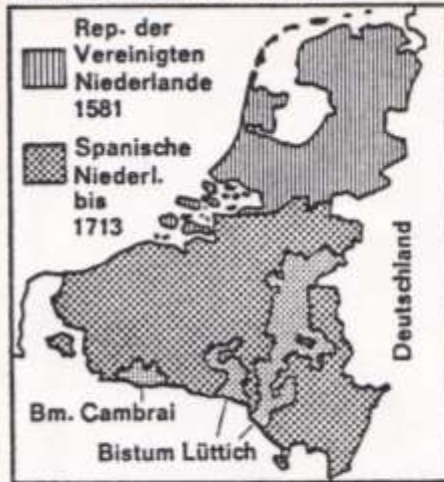 Rep. der
Vereinigten
Niederlande
1581
Spanische
Niederl.
bis
1713
Deutschland
Bm. Cambrai
Bistum Lüttich